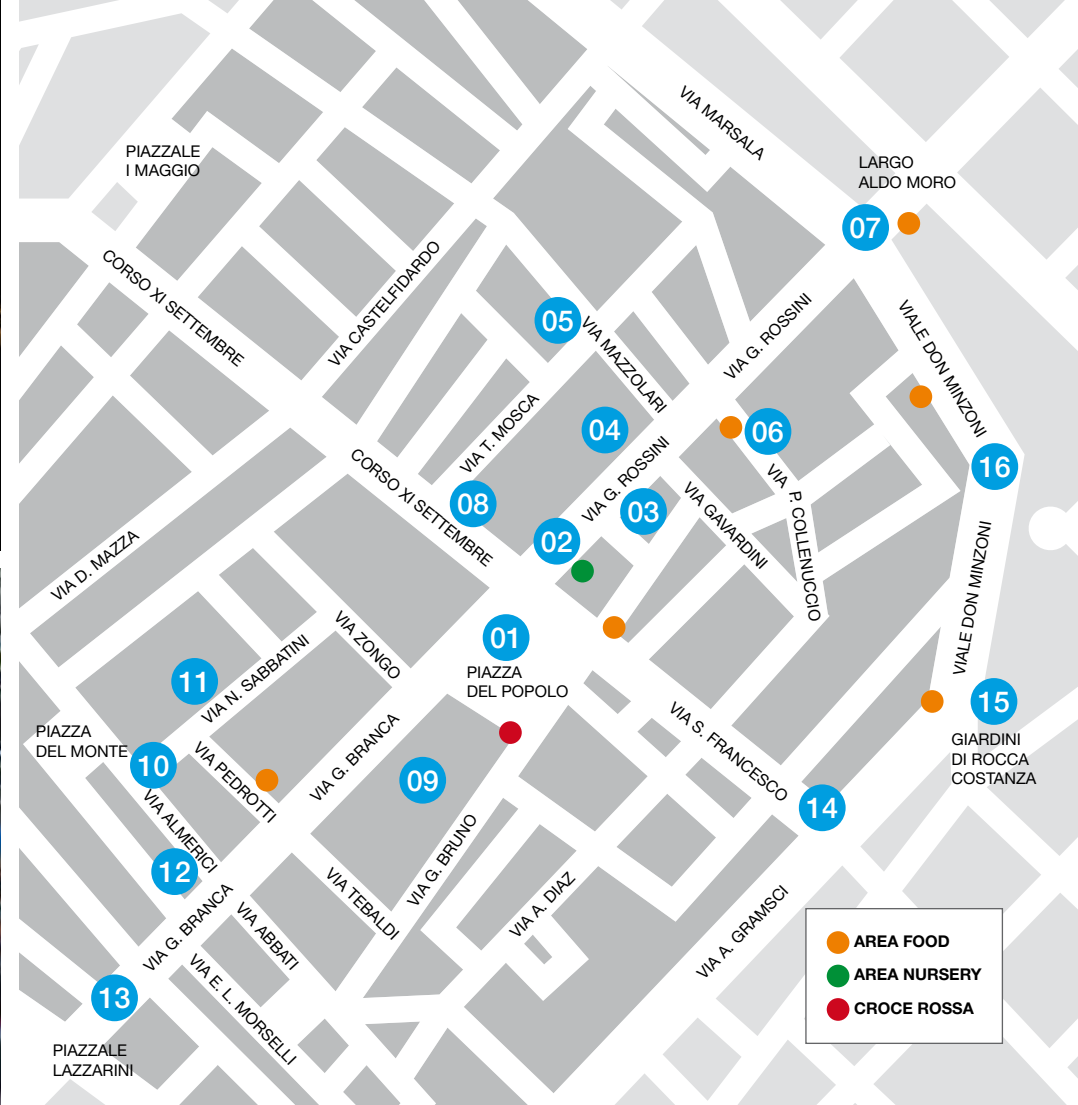 VIA MARSALA
PIAZZALE
I MAGGIO
LARGO
ALDO MORO
07
CORSO XI SETTEMBRE
VIA CASTELFIDARDO
05
VIA MAZZOLARI
VIA G. ROSSINI
VIALE DON MINZONI
04
06
VIA T. MOSCA
VIA G. ROSSINI
16
CORSO XI SETTEMBRE
08
03
VIA GAVARDINI
VIA P. COLLENUCCIO
02
VIA D. MAZZA
VIALE DON MINZONI
01
PIAZZA
DEL POPOLO
VIA ZONGO
11
VIA N. SABBATINI
15
GIARDINI
DI ROCCA
COSTANZA
PIAZZA
DEL MONTE
10
VIA PEDROTTI
VIA G. BRANCA
09
VIA S. FRANCESCO
14
VIA ALMERICI
12
VIA G. BRUNO
VIA TEBALDI
VIA A. DIAZ
VIA G. BRANCA
VIA ABBATI
VIA A. GRAMSCI
VIA E. L. MORSELLI
13
PIAZZALE
LAZZARINI
AREA FOOD
AREA NURSERY
CROCE ROSSA